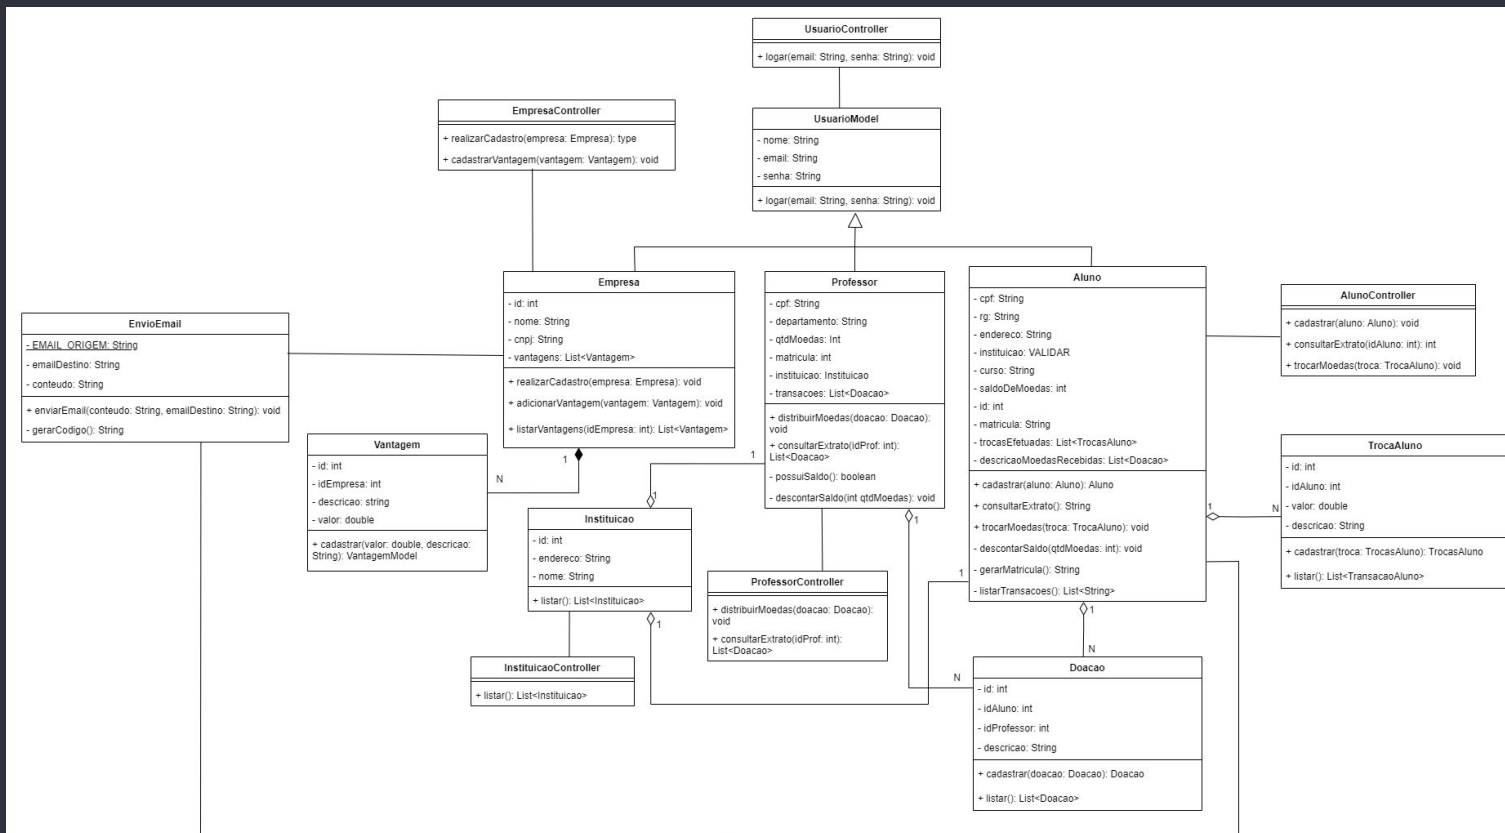 UsuarioController
+ logar(email: String, senha: String): void
EmpresaController
+ realizarCadastro(empresa: Empresa): type
+ cadastrarVantagem(vantagem: Vantagem): void
UsuarioModel
- nome: String
- email: String
- senha: String
+ logar(email: String, senha: String): void
Empresa
- id: int
- nome: String
- cnpj: String
- vantagens: List<Vantagem>
+ realizarCadastro(empresa: Empresa): void
+ adicionarVantagem(vantagem: Vantagem): void
+ listarVantagens(idEmpresa: int): List<Vantagem>
1
Professor
- cpf: String
- departamento: String
- qtdMoedas: Int
- matricula: int
- instituicao: Instituicao
- transacoes: List<Doacao>
+ distribuirMoedas(doacao: Doacao):
void
+ consultarExtrato(idProf: int):
List<Doacao>
- possuiSaldo(): boolean
- descontarSaldo(int qtdMoedas): void
1
1
Aluno
- cpf: String
- rg: String
- endereco: String
- instituicao: VALIDAR
- curso: String
- saldoDeMoedas: int
- id: int
- matricula: String
- trocasEfetuadas: List<TrocasAluno>
- descricaoMoedasRecebidas: List<Doacao>
+ cadastrar(aluno: Aluno): Aluno
+ consultarExtrato(): String
+ trocarMoedas(troca: TrocaAluno): void
- descontarSaldo(qtdMoedas: int): void
- gerarMatricula(): String
- listarTransacoes(): List<String>
1
1
1
AlunoController
+ cadastrar(aluno: Aluno): void
+ consultarExtrato(idAluno: int): int
+ trocarMoedas(troca: TrocaAluno): void
EnvioEmail
- EMAIL_ORIGEM: String
- emailDestino: String
- conteudo: String
+ enviarEmail(conteudo: String, emailDestino: String): void
- gerarCodigo(): String
Vantagem
- id: int
- idEmpresa: int
- descricao: string
- valor: double
+ cadastrar(valor: double, descricao:
String): VantagemModel
N
TrocaAluno
- id: int
- idAluno: int
- valor: double
- descricao: String
+ cadastrar(troca: TrocasAluno): TrocasAluno
+ listar(): List<TransacaoAluno>
N
1
Instituicao
- id: int
- endereco: String
- nome: String
+ listar(): List<Instituicao>
1
ProfessorController
+ distribuirMoedas(doacao: Doacao):
void
+ consultarExtrato(idProf: int):
List<Doacao>
InstituicaoController
+ listar(): List<Instituicao>
N
N
Doacao
- id: int
- idAluno: int
- idProfessor: int
- descricao: String
+ cadastrar(doacao: Doacao): Doacao
+ listar(): List<Doacao>